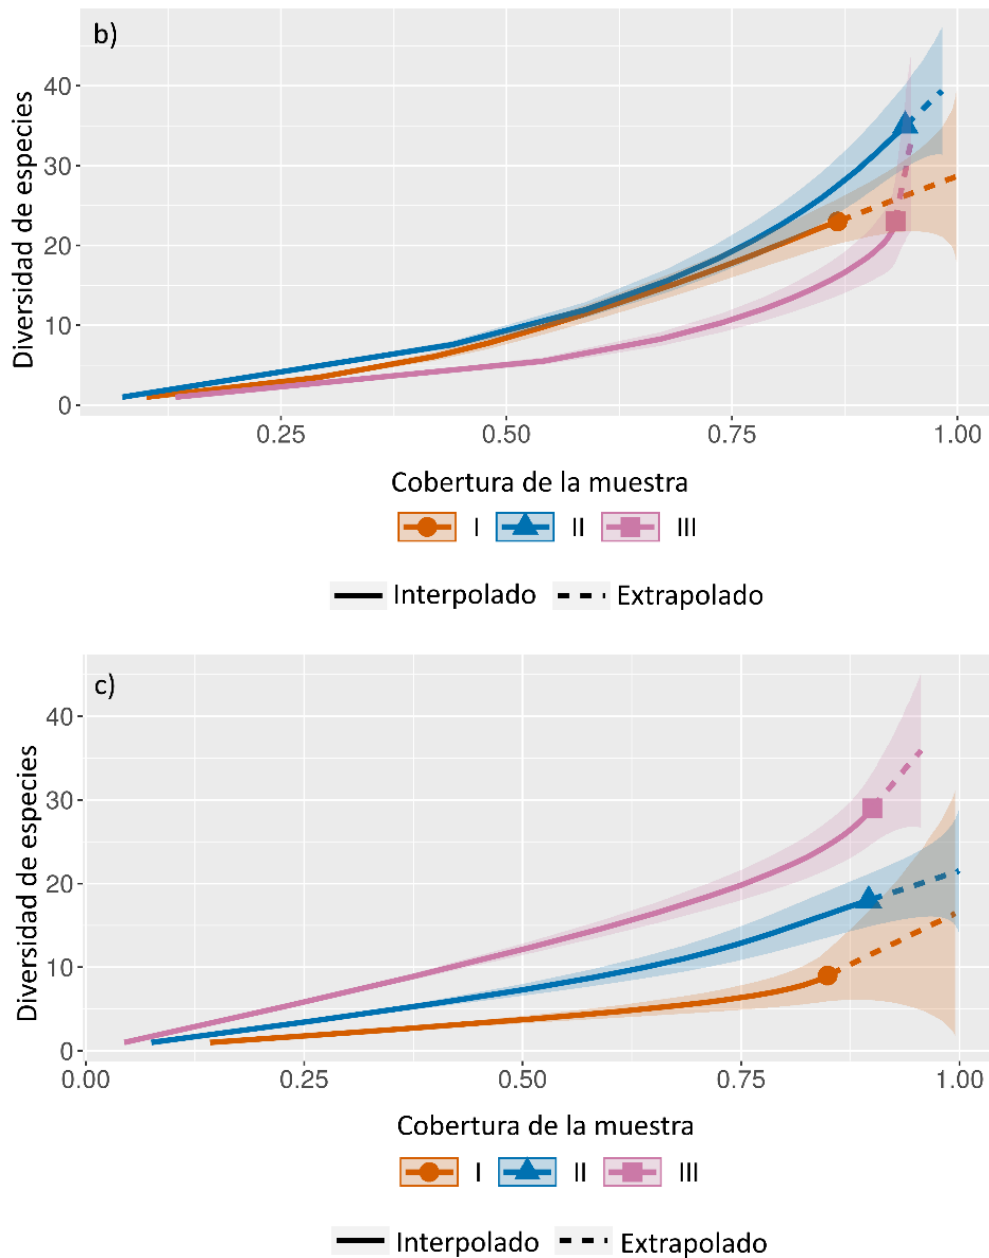 b)
Diversidad de especies
40
30
20
10
0
0.25 0.50 0.75 1.00
Cobertura de la muestra
I II III
Interpolado Extrapolado
c)
Diversidad de especies
40
30
20
10
0
0.00 0.25 0.50 0.75 1.00
Cobertura de la muestra
I II III
Interpolado Extrapolado